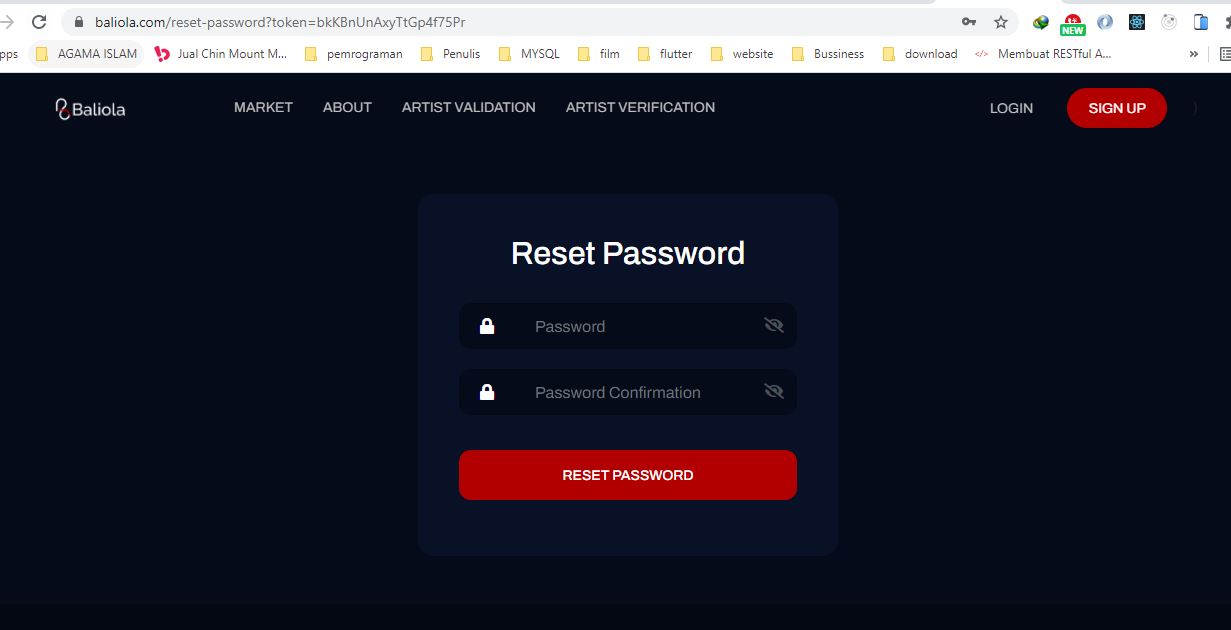 baliola.com/reset-password?token=bkKBnUnAxyTtGp4f75Pr
NEW
pps AGAMA ISLAM Jual Chin Mount M... pemrograman Penulis MYSQL film flutter website Bussiness download </> Membuat RESTful A... »
Baliola MARKET ABOUT ARTIST VALIDATION ARTIST VERIFICATION LOGIN SIGN UP
Reset Password
Password
Password Confirmation
RESET PASSWORD